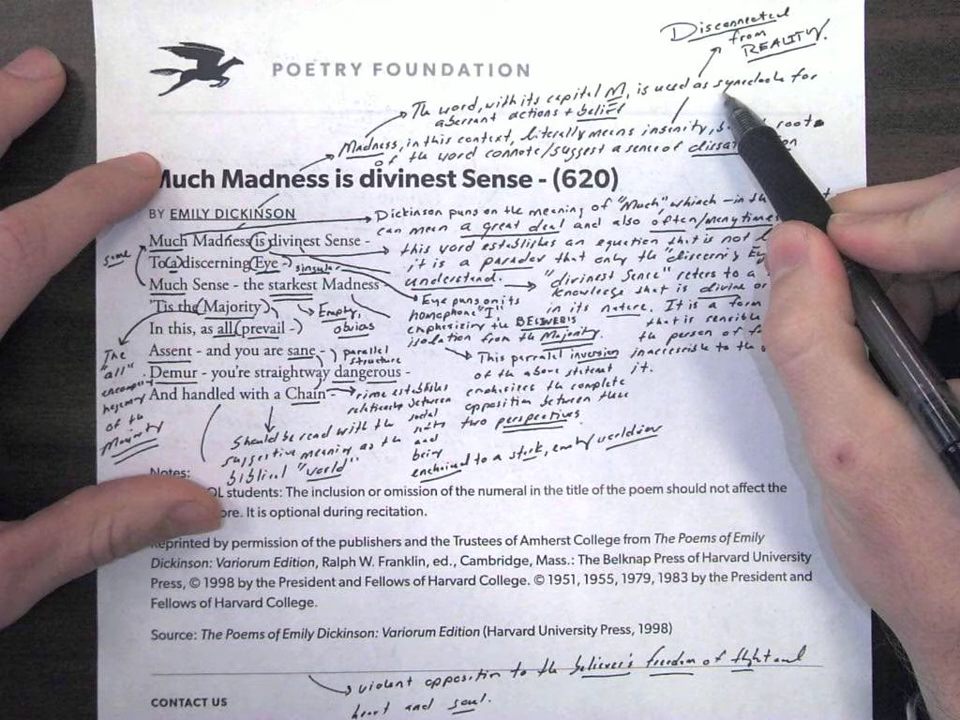 Disconnected
from
REALITY.
POETRY FOUNDATION
The word, with its capital M, is used as synecdoche for
aberrant actions + belief
Madness, in this context, literally means insanity, roots
of the word connote/suggest a sense of
Much Madness is divinest Sense - (620)
BY EMILY DICKINSON
Dickinson puns on the meaning of "Much" which - in the
can mean a great deal and also often/many times
Much Madness is divinest Sense -
this word establishes an equation that is not
To a discerning Eye -
singular
it is a paradox that only the discerning
understand.
some
Much Sense - the starkest Madness -
"divinest Sense" refers to a
knowledge that is divine or
in its nature. It is a form
that is sensible
the person of
inaccessible to the
'Tis the Majority
Eye puns on its
homophone "I"
emphasizing the BELIEVERS
isolation from the Majority.
Empty,
obvious
In this, as all, prevail -
Assent - and you are sane -
parallel
structure
This parallel inversion
of the above statement
emphasizes the complete
opposition between these
two perspectives
it.
Demur - you're straightway dangerous -
And handled with a Chain -
rime establishes
relationship between
social
and
being
enchained to a stark, empty worldview
The
"all"
hegemony
of the
Majority
Should be read with the
suggestive meaning as the
biblical "world"
Notes:
OL students: The inclusion or omission of the numeral in the title of the poem should not affect the
ore. It is optional during recitation.
Reprinted by permission of the publishers and the Trustees of Amherst College from The Poems of Emily
Dickinson: Variorum Edition, Ralph W. Franklin, ed., Cambridge, Mass.: The Belknap Press of Harvard University
Press, © 1998 by the President and Fellows of Harvard College. © 1951, 1955, 1979, 1983 by the President and
Fellows of Harvard College.
Source: The Poems of Emily Dickinson: Variorum Edition (Harvard University Press, 1998)
violent opposition to the believer's freedom of flight and
heart and soul.
CONTACT US